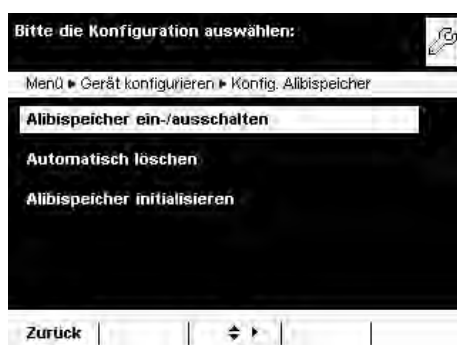 Bitte die Konfiguration auswählen:
Menü ▸ Gerät konfigurieren ▸ Konfig. Alibispeicher
Alibispeicher ein-/ausschalten
Automatisch löschen
Alibispeicher initialisieren
Zurück